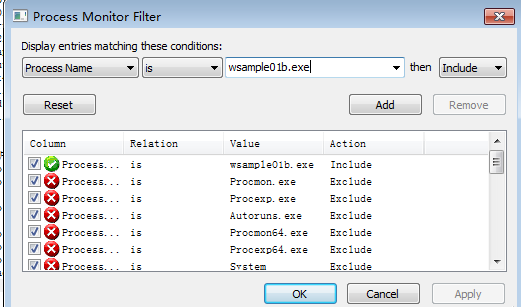 Process Monitor Filter
Display entries matching these conditions:
Process Name is wsample01b.exe then Include
Reset Add Remove
Column Relation Value Action
Process... is wsample01b.exe Include
Process... is Procmon.exe Exclude
Process... is Procexp.exe Exclude
Process... is Autoruns.exe Exclude
Process... is Procmon64.exe Exclude
Process... is Procexp64.exe Exclude
Process... is System Exclude
OK Cancel Apply